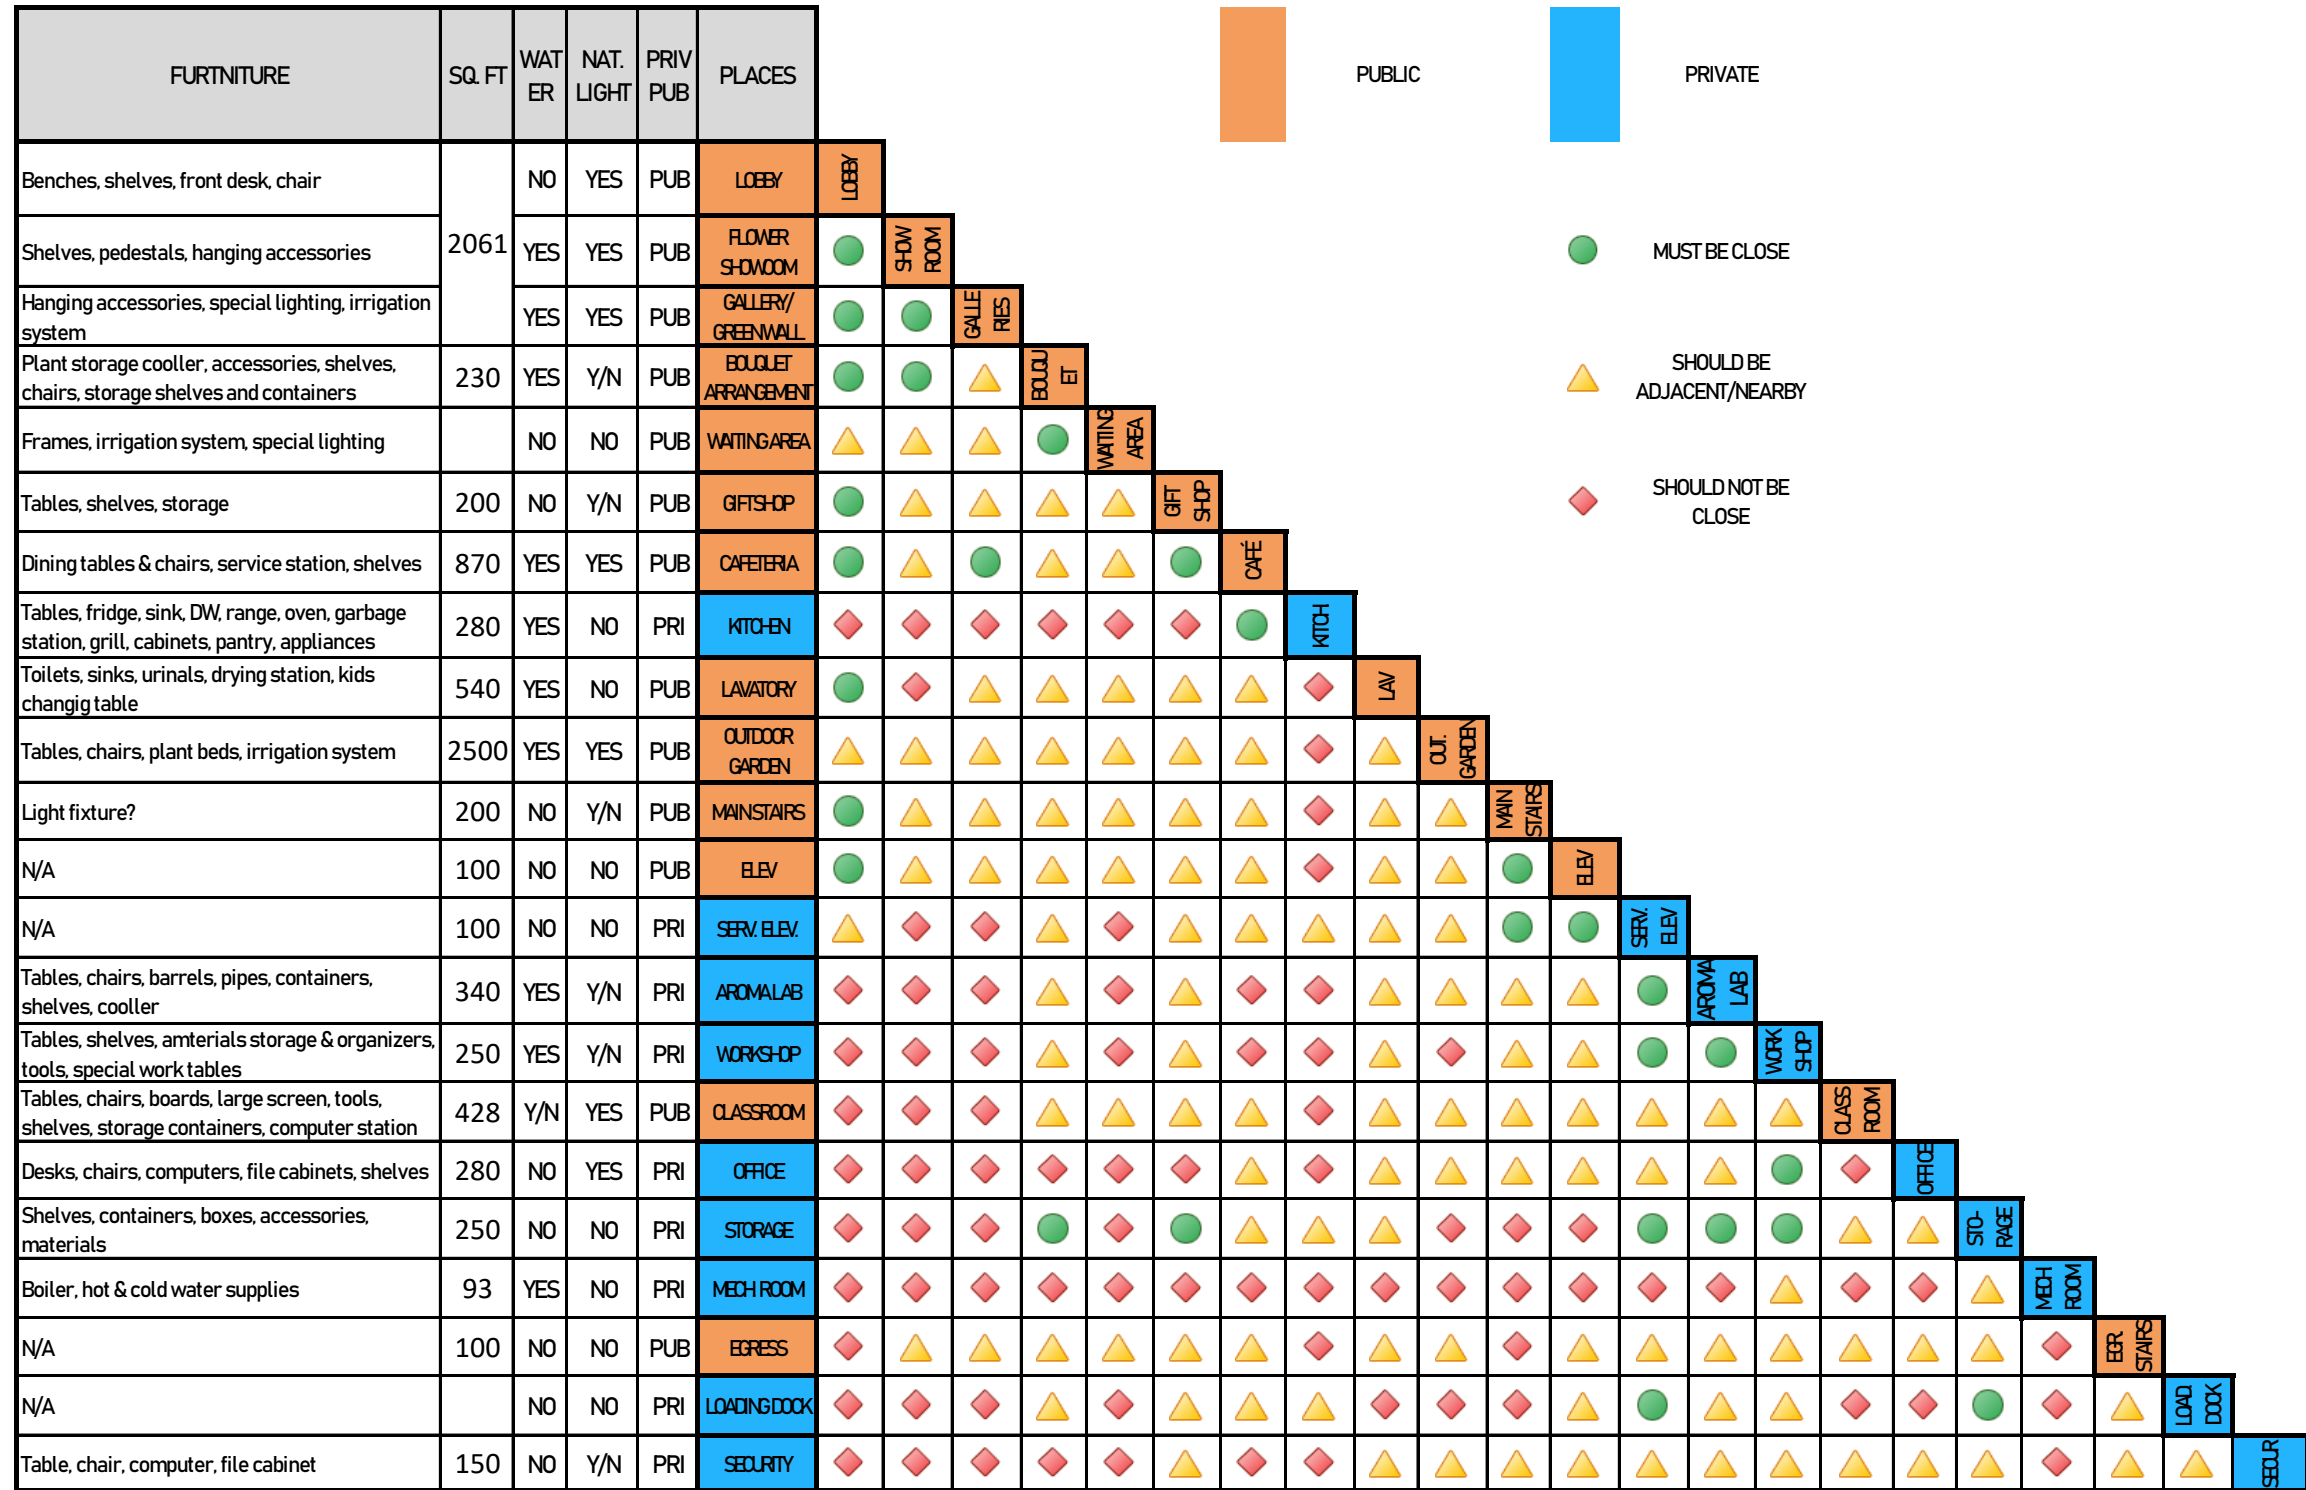 FURTNITURE
SQ. FT
WAT
ER
NAT.
LIGHT
PRIV
PUB
PLACES
PUBLIC
PRIVATE
Benches, shelves, front desk, chair
2061
NO
YES
PUB
LOBBY
LOBBY
Shelves, pedestals, hanging accessories
YES
YES
PUB
FLOWER
SHOWOOM
SHOW
ROOM
MUST BE CLOSE
Hanging accessories, special lighting, irrigation
system
YES
YES
PUB
GALLERY/
GREENWALL
GALLE
RIES
Plant storage cooller, accessories, shelves,
chairs, storage shelves and containers
230
YES
Y/N
PUB
BOUQUET
ARRANGEMENT
BOUQU
ET
SHOULD BE
ADJACENT/NEARBY
Frames, irrigation system, special lighting
NO
NO
PUB
WAITING AREA
WAITING
AREA
Tables, shelves, storage
200
NO
Y/N
PUB
GIFTSHOP
GIFT
SHOP
SHOULD NOT BE
CLOSE
Dining tables & chairs, service station, shelves
870
YES
YES
PUB
CAFETERIA
CAFÉ
Tables, fridge, sink, DW, range, oven, garbage
station, grill, cabinets, pantry, appliances
280
YES
NO
PRI
KITCHEN
KITCH
Toilets, sinks, urinals, drying station, kids
changig table
540
YES
NO
PUB
LAVATORY
LAV
Tables, chairs, plant beds, irrigation system
2500
YES
YES
PUB
OUTDOOR
GARDEN
OUT.
GARDEN
Light fixture?
200
NO
Y/N
PUB
MAIN STAIRS
MAIN
STAIRS
N/A
100
NO
NO
PUB
ELEV
ELEV
N/A
100
NO
NO
PRI
SERV. ELEV.
SERV.
ELEV
Tables, chairs, barrels, pipes, containers,
shelves, cooller
340
YES
Y/N
PRI
AROMA LAB
AROMA
LAB
Tables, shelves, amterials storage & organizers,
tools, special work tables
250
YES
Y/N
PRI
WORKSHOP
WORK
SHOP
Tables, chairs, boards, large screen, tools,
shelves, storage containers, computer station
428
Y/N
YES
PUB
CLASSROOM
CLASS
ROOM
Desks, chairs, computers, file cabinets, shelves
280
NO
YES
PRI
OFFICE
OFFICE
Shelves, containers, boxes, accessories,
materials
250
NO
NO
PRI
STORAGE
STO-
RAGE
Boiler, hot & cold water supplies
93
YES
NO
PRI
MECH ROOM
MECH
ROOM
N/A
100
NO
NO
PUB
EGRESS
EGR.
STAIRS
N/A
NO
NO
PRI
LOADING DOCK
LOAD.
DOCK
Table, chair, computer, file cabinet
150
NO
Y/N
PRI
SECURITY
SECUR